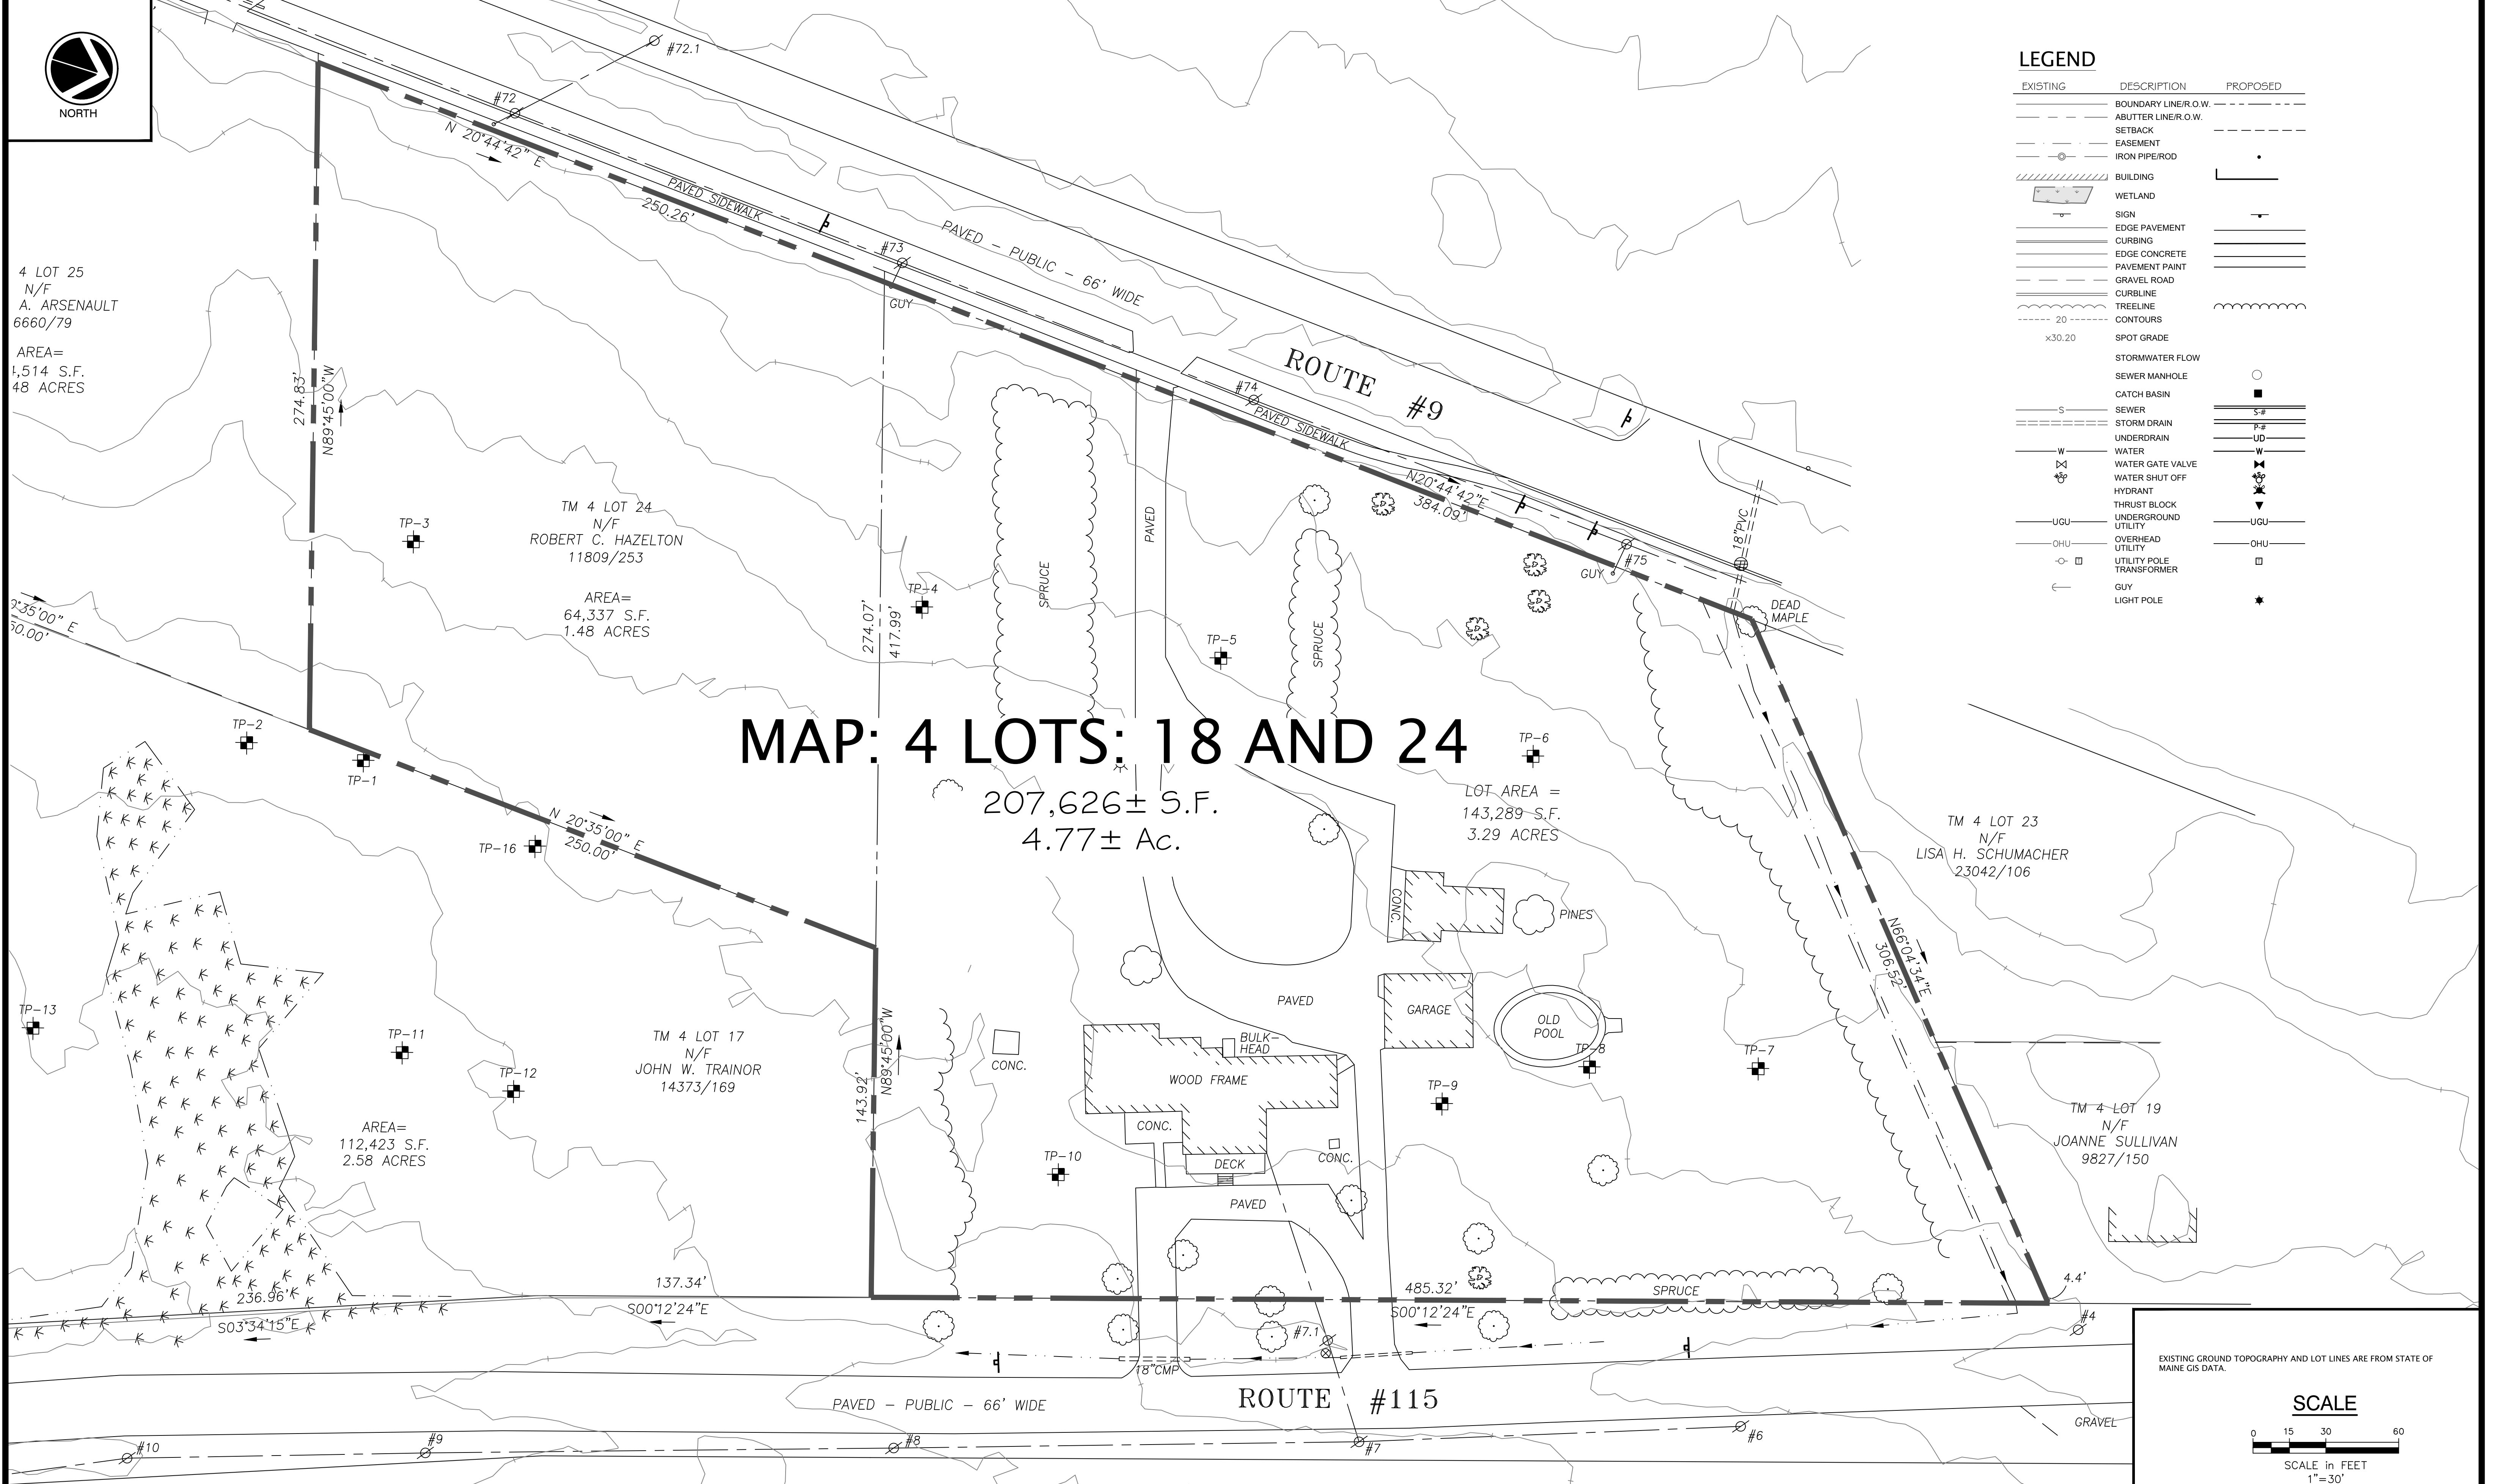 NORTH
#72.1
#72
N 20°44'42" E
PAVED SIDEWALK
250.26'
#73
GUY
PAVED - PUBLIC - 66' WIDE
ROUTE #9
#74
PAVED SIDEWALK
N20°44'42"E
384.09'
#75
GUY
18"PVC
DEAD
MAPLE
4 LOT 25
N/F
A. ARSENAULT
6660/79
AREA=
,514 S.F.
48 ACRES
274.83'
N89°45'00"W
TP-3
TM 4 LOT 24
N/F
ROBERT C. HAZELTON
11809/253
AREA=
64,337 S.F.
1.48 ACRES
274.07'
417.99'
TP-4
SPRUCE
PAVED
TP-5
SPRUCE
°35'00" E
50.00'
TP-2
TP-1
MAP: 4 LOTS: 18 AND 24
207,626± S.F.
4.77± Ac.
TP-6
LOT AREA =
143,289 S.F.
3.29 ACRES
N 20°35'00" E
250.00'
TP-16
TM 4 LOT 23
N/F
LISA H. SCHUMACHER
23042/106
CONC.
PINES
N66°04'34"E
306.52'
TP-13
TP-11
TP-12
TM 4 LOT 17
N/F
JOHN W. TRAINOR
14373/169
AREA=
112,423 S.F.
2.58 ACRES
143.92'
N89°45'00"W
CONC.
PAVED
BULK-
HEAD
WOOD FRAME
GARAGE
OLD
POOL
TP-8
TP-7
TP-9
CONC.
DECK
CONC.
TP-10
PAVED
TM 4 LOT 19
N/F
JOANNE SULLIVAN
9827/150
236.96'
S03°34'15"E
137.34'
S00°12'24"E
485.32'
S00°12'24"E
SPRUCE
4.4'
#4
#7.1
18"CMP
PAVED - PUBLIC - 66' WIDE
ROUTE #115
GRAVEL
#10
#9
#8
#7
#6
LEGEND
EXISTING DESCRIPTION PROPOSED
BOUNDARY LINE/R.O.W.
ABUTTER LINE/R.O.W.
SETBACK
EASEMENT
IRON PIPE/ROD
BUILDING
WETLAND
SIGN
EDGE PAVEMENT
CURBING
EDGE CONCRETE
PAVEMENT PAINT
GRAVEL ROAD
CURBLINE
TREELINE
20 CONTOURS
x30.20 SPOT GRADE
STORMWATER FLOW
SEWER MANHOLE
CATCH BASIN
S SEWER S-#
STORM DRAIN P-#
UNDERDRAIN UD
W WATER W
WATER GATE VALVE
WATER SHUT OFF
HYDRANT
THRUST BLOCK
UGU UNDERGROUND UTILITY UGU
OHU OVERHEAD UTILITY OHU
T UTILITY POLE T
TRANSFORMER
GUY
LIGHT POLE
EXISTING GROUND TOPOGRAPHY AND LOT LINES ARE FROM STATE OF
MAINE GIS DATA.
SCALE
0 15 30 60
SCALE in FEET
1"=30'